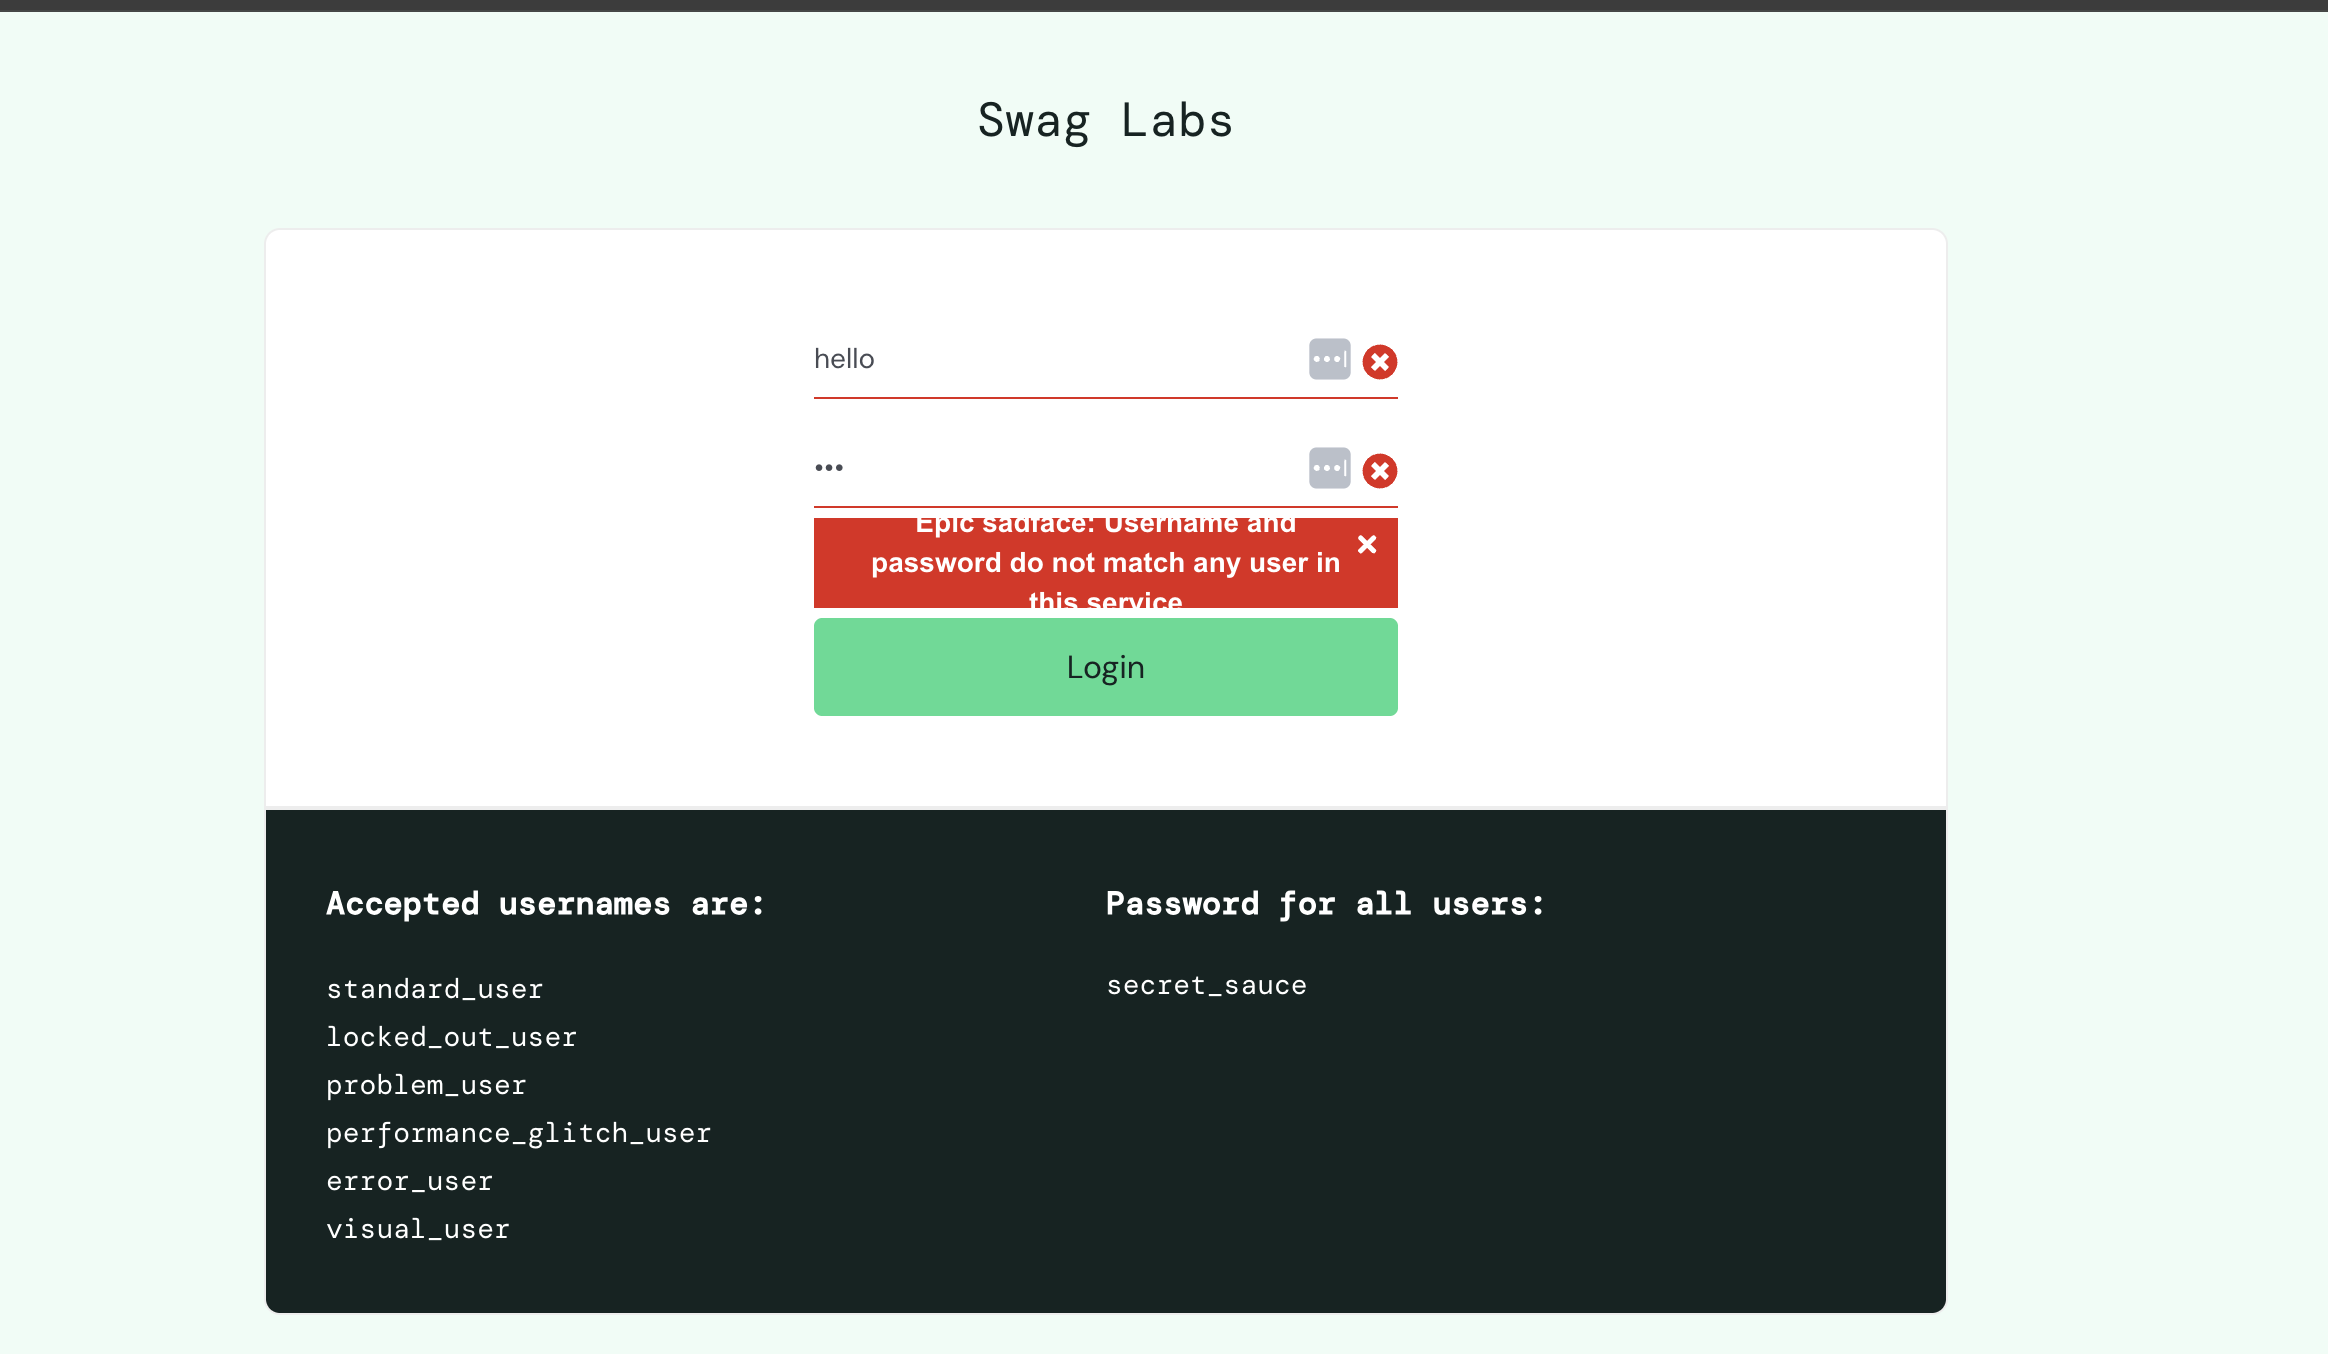 Swag Labs
hello
•••
Epic sadface: Username and
password do not match any user in
this service
Login
Accepted usernames are:
standard_user
locked_out_user
problem_user
performance_glitch_user
error_user
visual_user
Password for all users:
secret_sauce